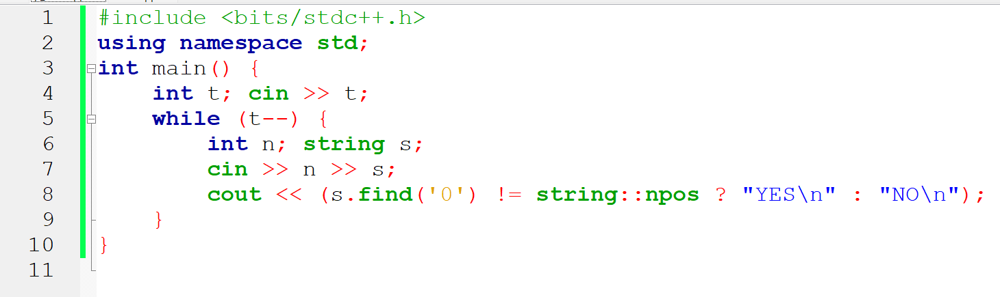 1 #include <bits/stdc++.h>
2 using namespace std;
3 int main() {
4 int t; cin >> t;
5 while (t--) {
6 int n; string s;
7 cin >> n >> s;
8 cout << (s.find('0') != string::npos ? "YES\n" : "NO\n");
9 }
10 }
11